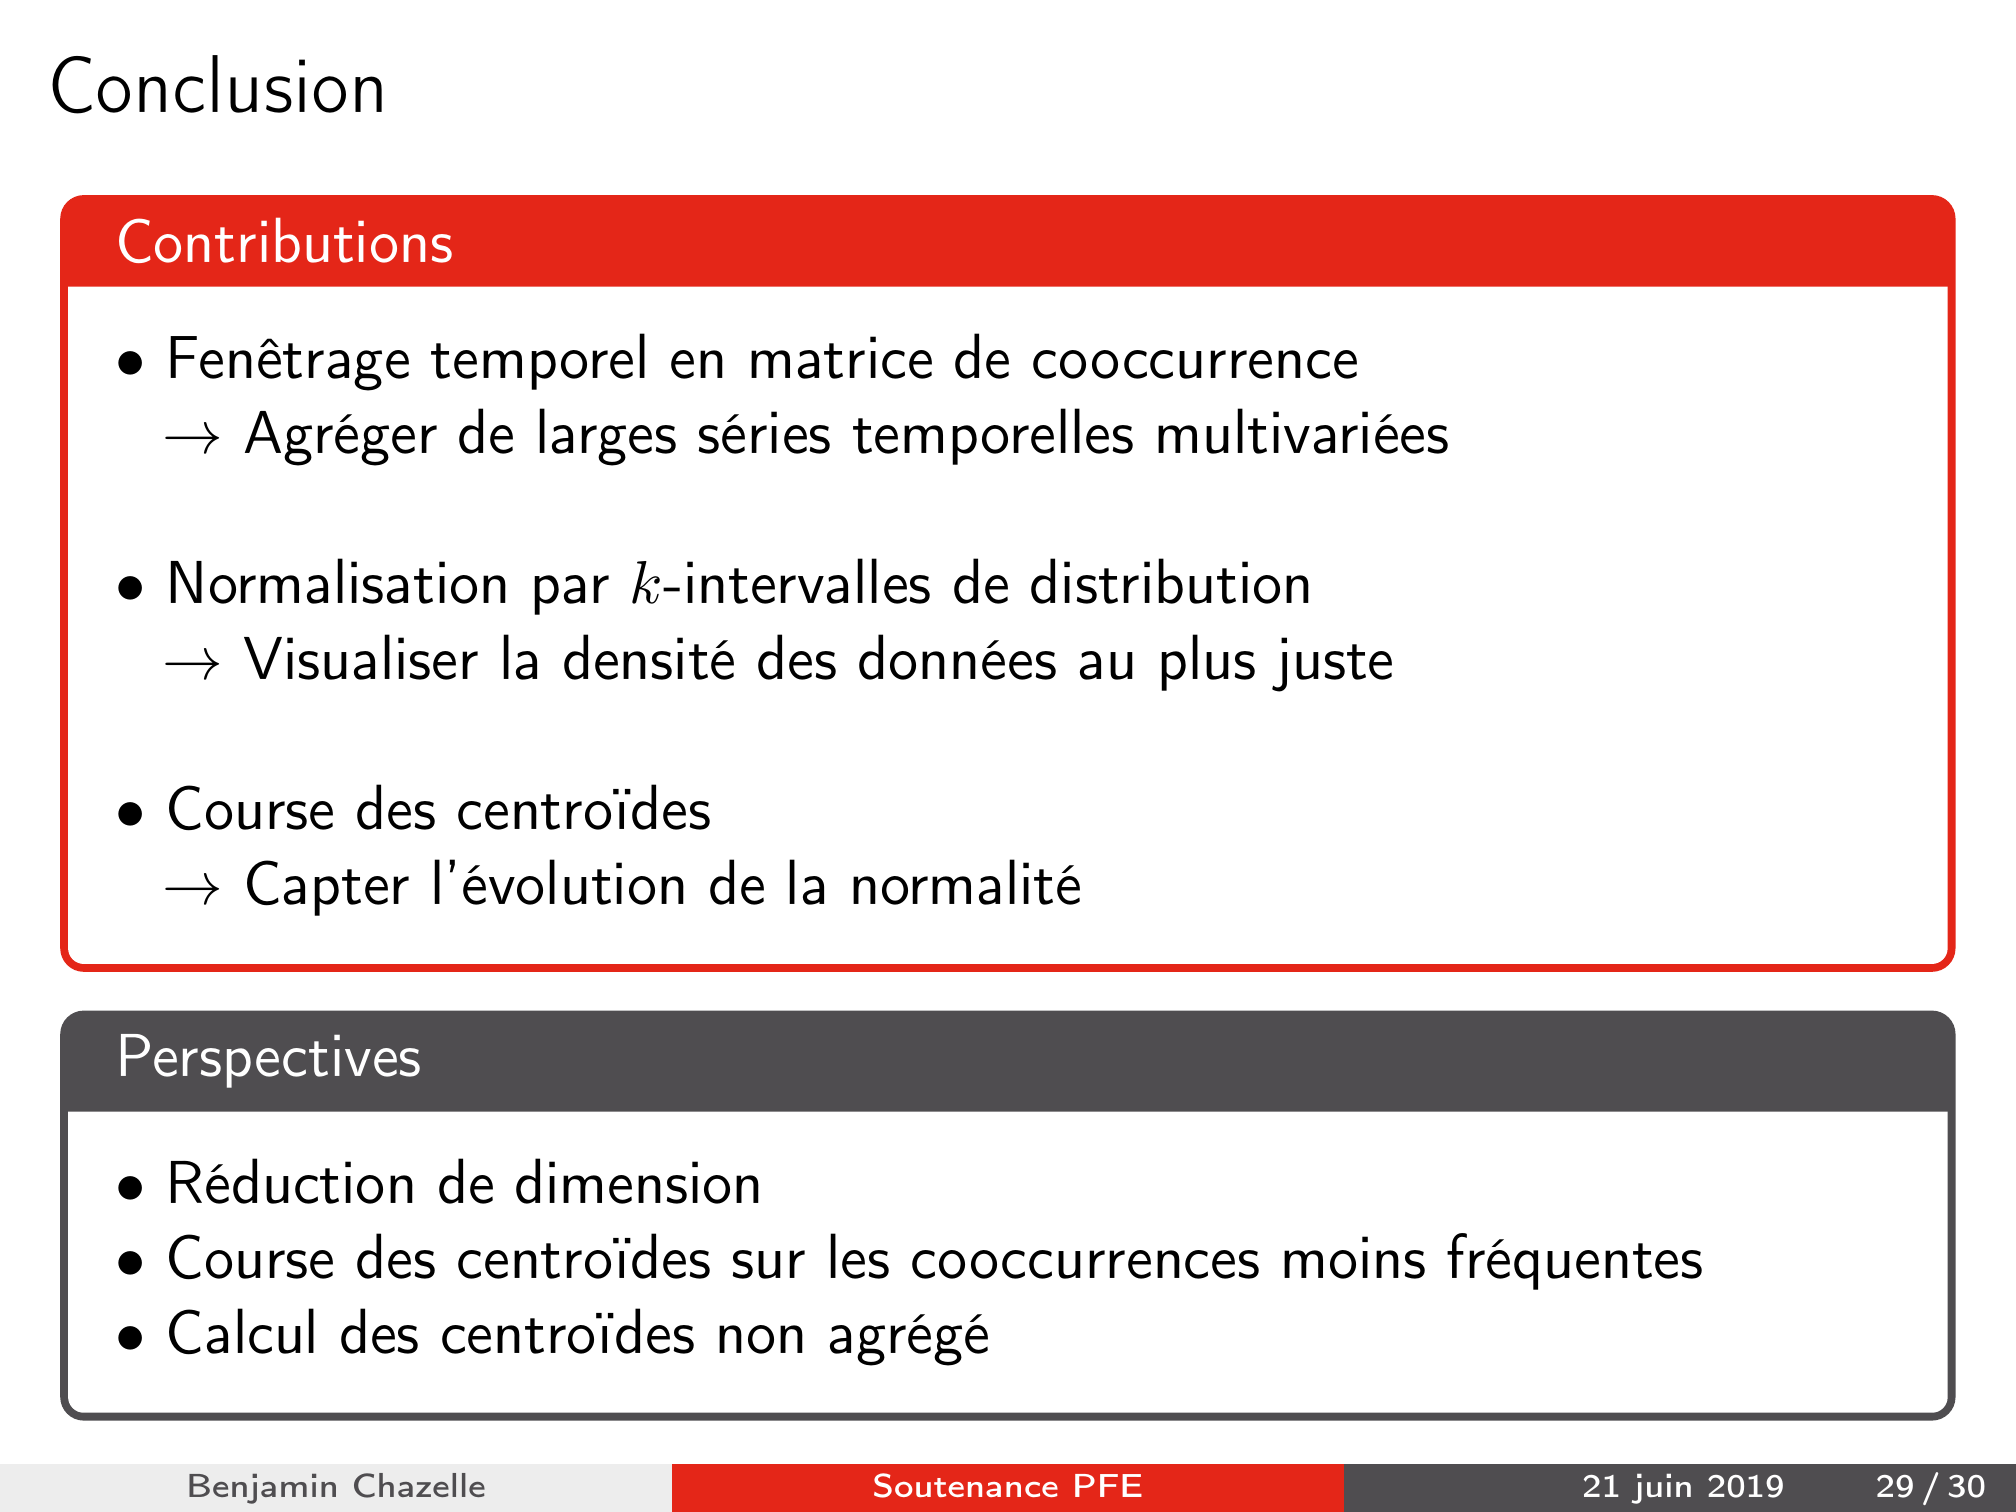 Conclusion
Contributions
• Fenêtrage temporel en matrice de cooccurrence
→ Agréger de larges séries temporelles multivariées
• Normalisation par k-intervalles de distribution
→ Visualiser la densité des données au plus juste
• Course des centroïdes
→ Capter l'évolution de la normalité
Perspectives
• Réduction de dimension
• Course des centroïdes sur les cooccurrences moins fréquentes
• Calcul des centroïdes non agrégé
Benjamin Chazelle Soutenance PFE 21 juin 2019 29 / 30